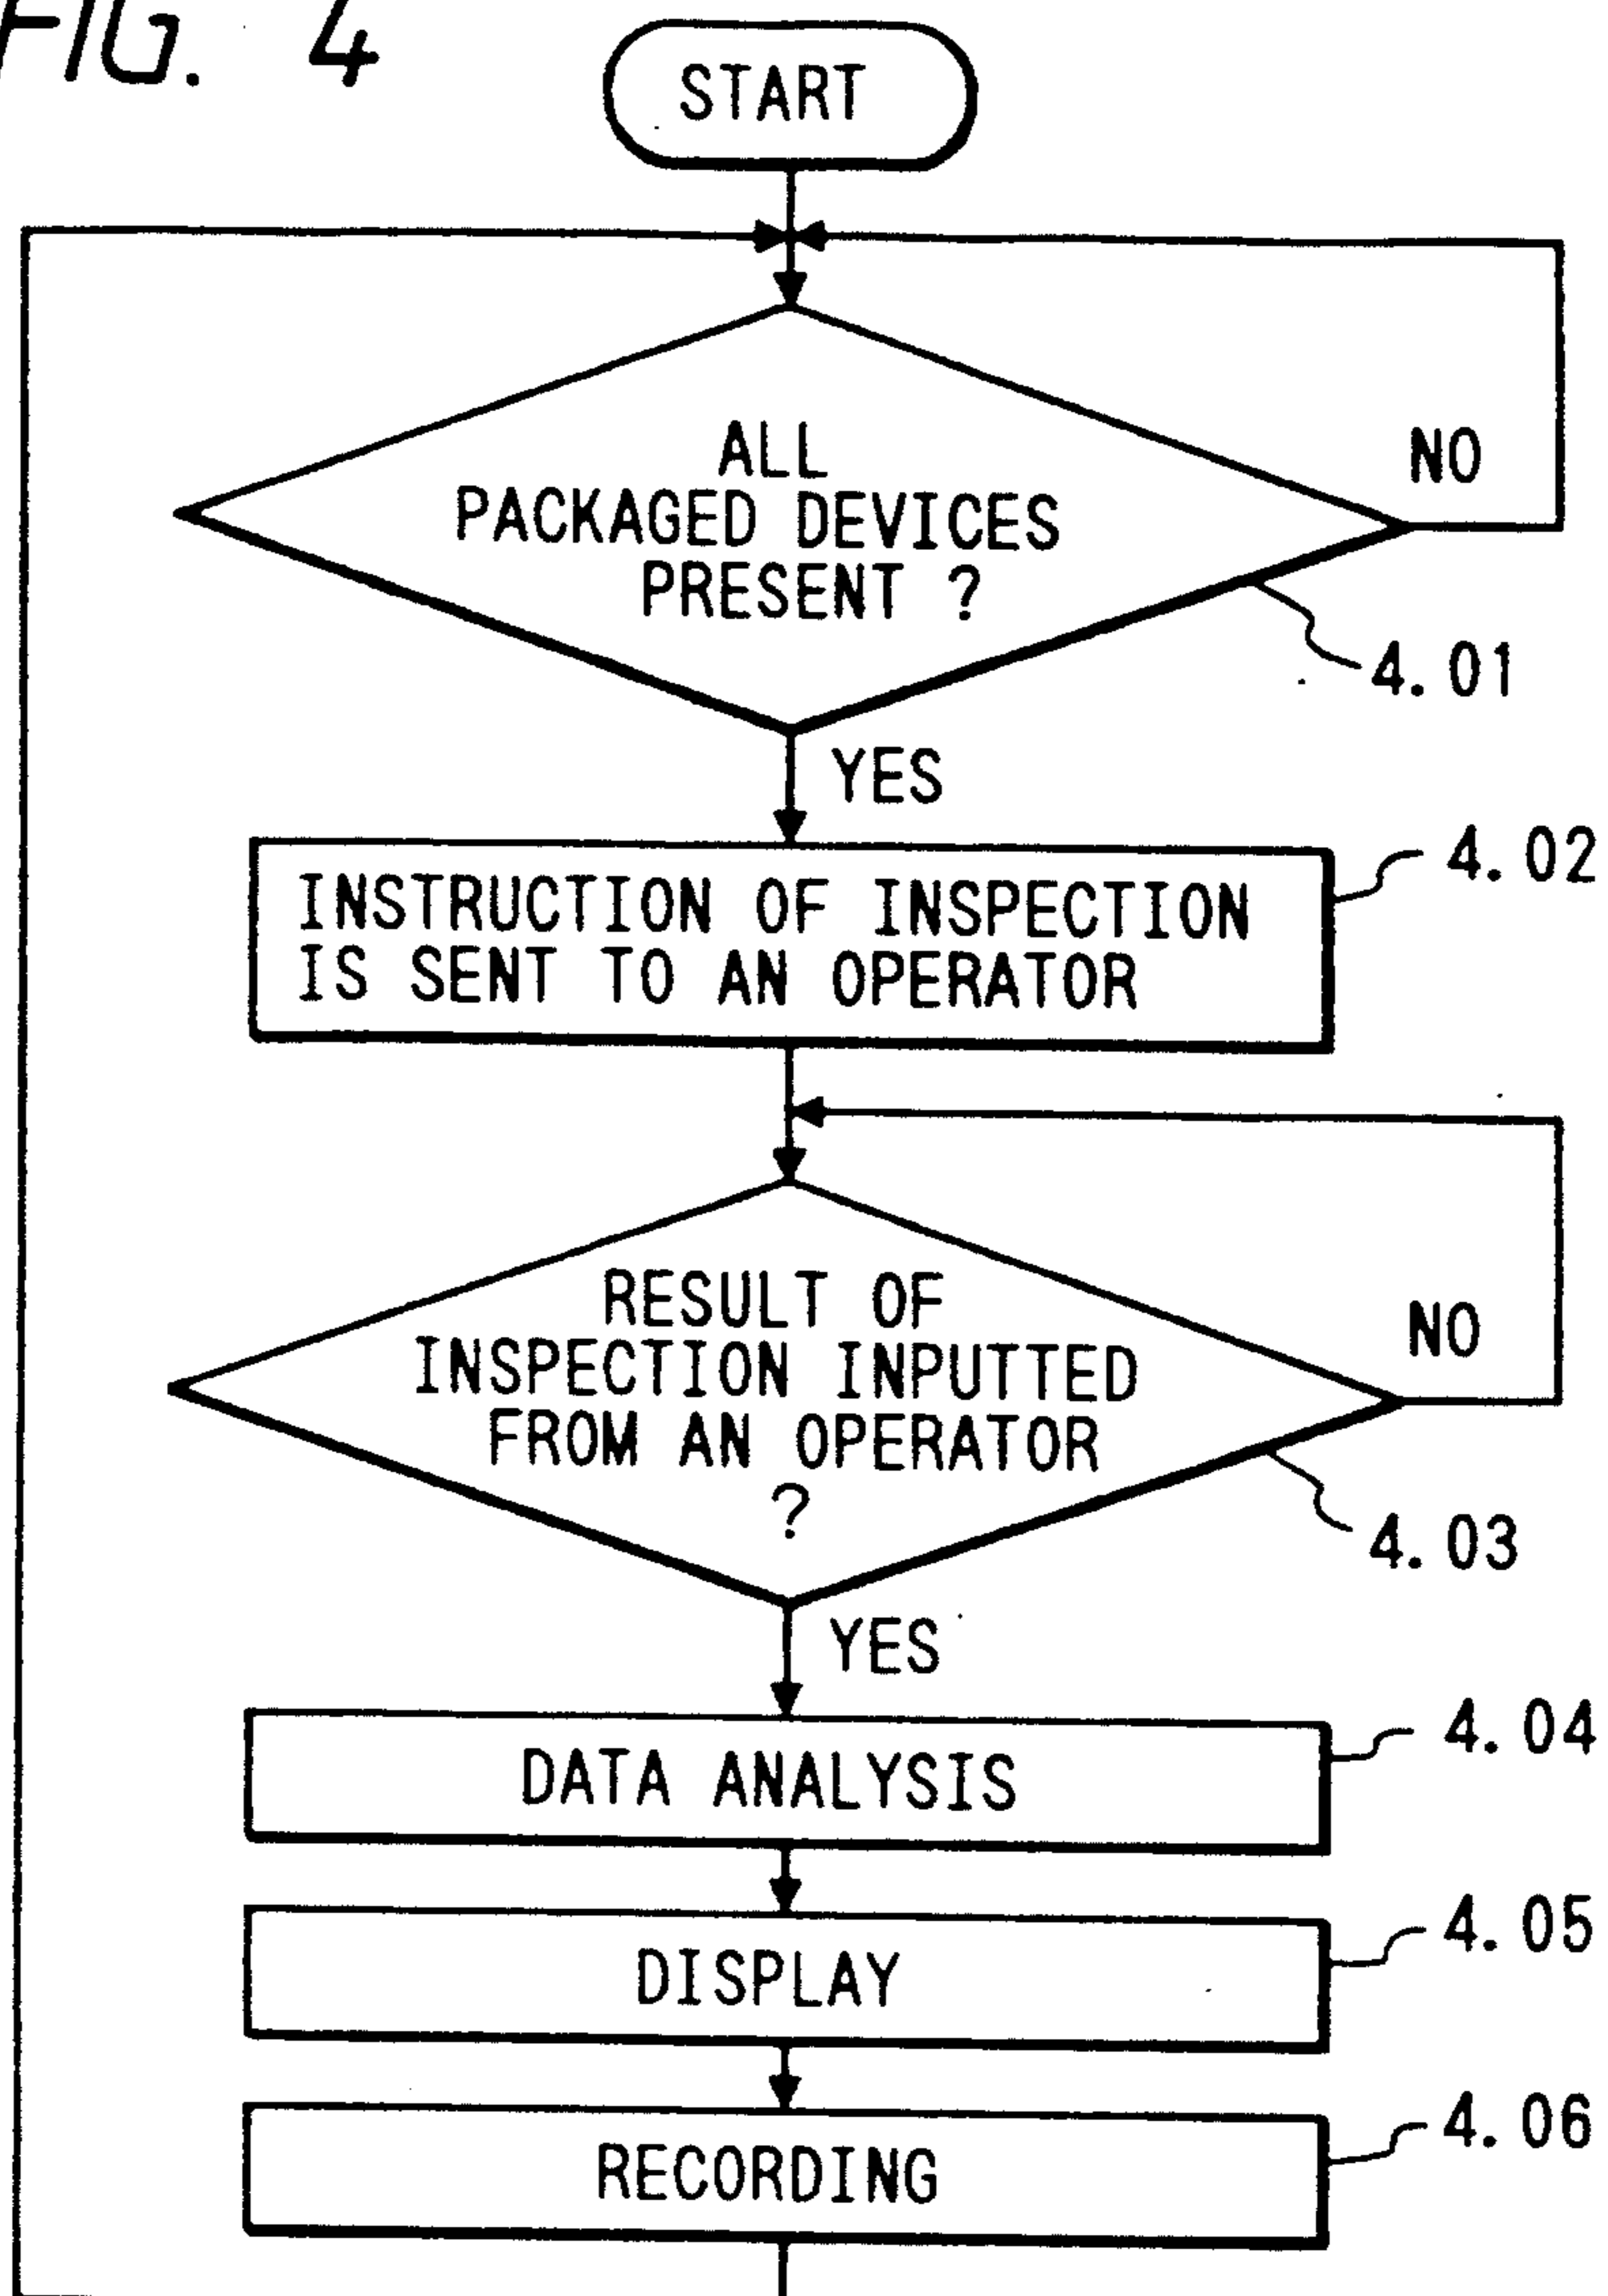 FIG. 4
START
ALL
PACKAGED DEVICES
PRESENT ?
NO
4.01
YES
4.02
INSTRUCTION OF INSPECTION
IS SENT TO AN OPERATOR
RESULT OF
INSPECTION INPUTTED
FROM AN OPERATOR
?
NO
4.03
YES
4.04
DATA ANALYSIS
4.05
DISPLAY
4.06
RECORDING